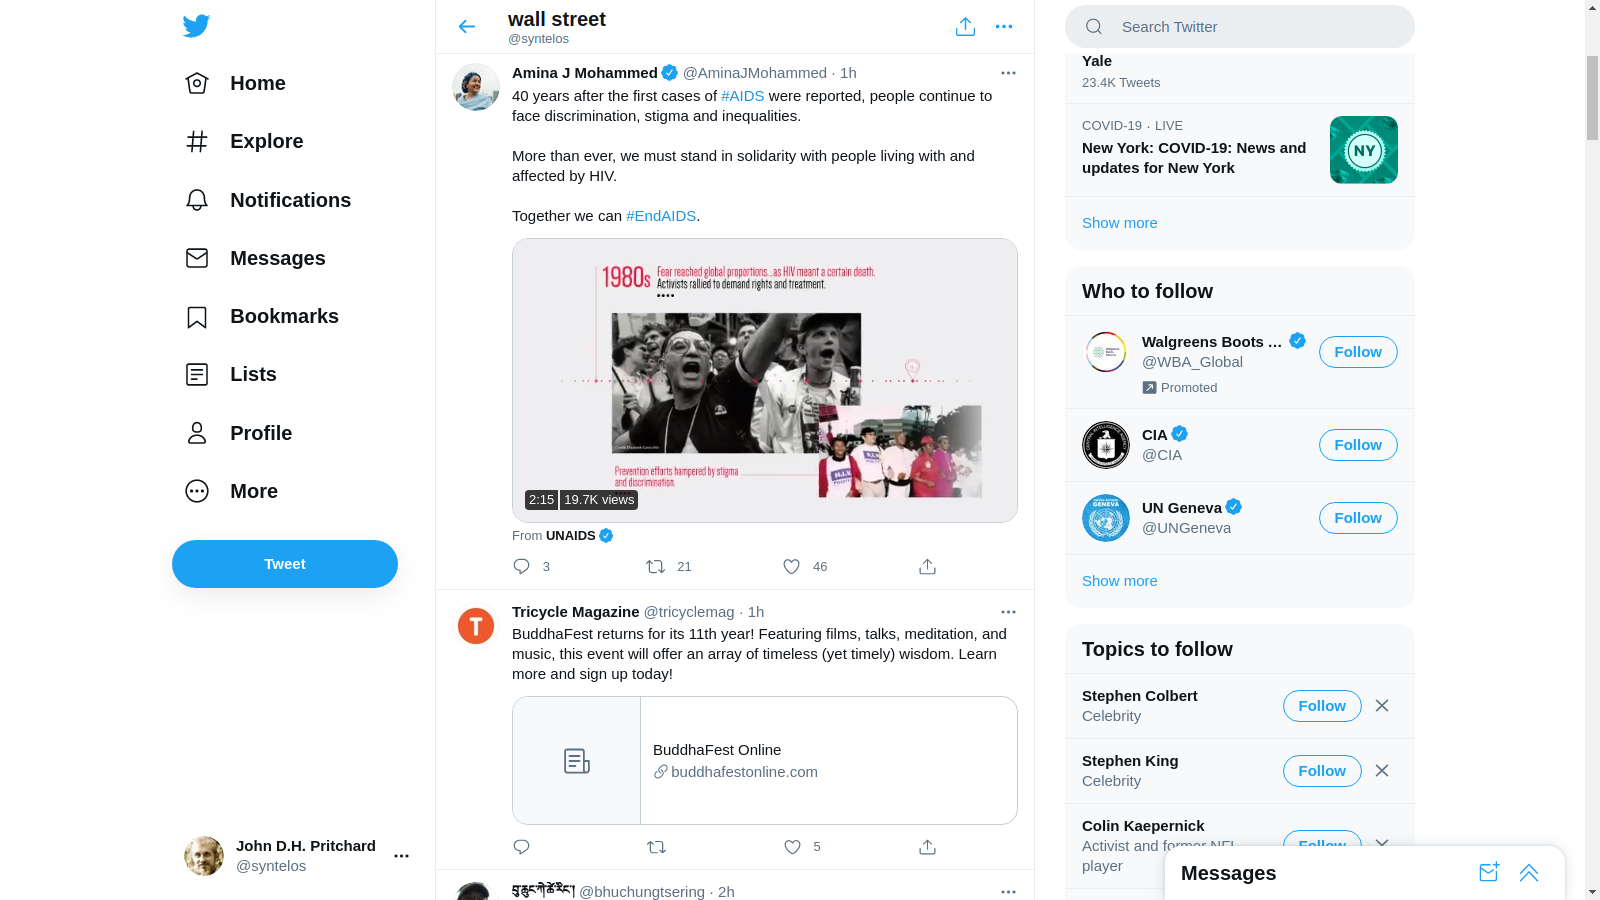 Home
Explore
Notifications
Messages
Bookmarks
Lists
Profile
More
Tweet
John D.H. Pritchard
@syntelos
wall street
@syntelos
Amina J Mohammed @AminaJMohammed · 1h
40 years after the first cases of #AIDS were reported, people continue to
face discrimination, stigma and inequalities.
More than ever, we must stand in solidarity with people living with and
affected by HIV.
Together we can #EndAIDS.
1980s Fear reached global proportions...as HIV meant a certain death.
Activists rallied to demand rights and treatment.
Prevention efforts hampered by stigma
and discrimination.
2:15 19.7K views
From UNAIDS
3 21 46
Tricycle Magazine @tricyclemag · 1h
BuddhaFest returns for its 11th year! Featuring films, talks, meditation, and
music, this event will offer an array of timeless (yet timely) wisdom. Learn
more and sign up today!
BuddhaFest Online
buddhafestonline.com
5
@bhuchungtsering · 2h
Search Twitter
Yale
23.4K Tweets
COVID-19 · LIVE
New York: COVID-19: News and
updates for New York
NY
Show more
Who to follow
Walgreens Boots ...
@WBA_Global
Follow
Promoted
CIA
@CIA
Follow
UN Geneva
@UNGeneva
Follow
GENEVA
Show more
Topics to follow
Stephen Colbert
Celebrity
Follow
Stephen King
Celebrity
Follow
Colin Kaepernick
Activist and former NFL
player
Follow
Messages